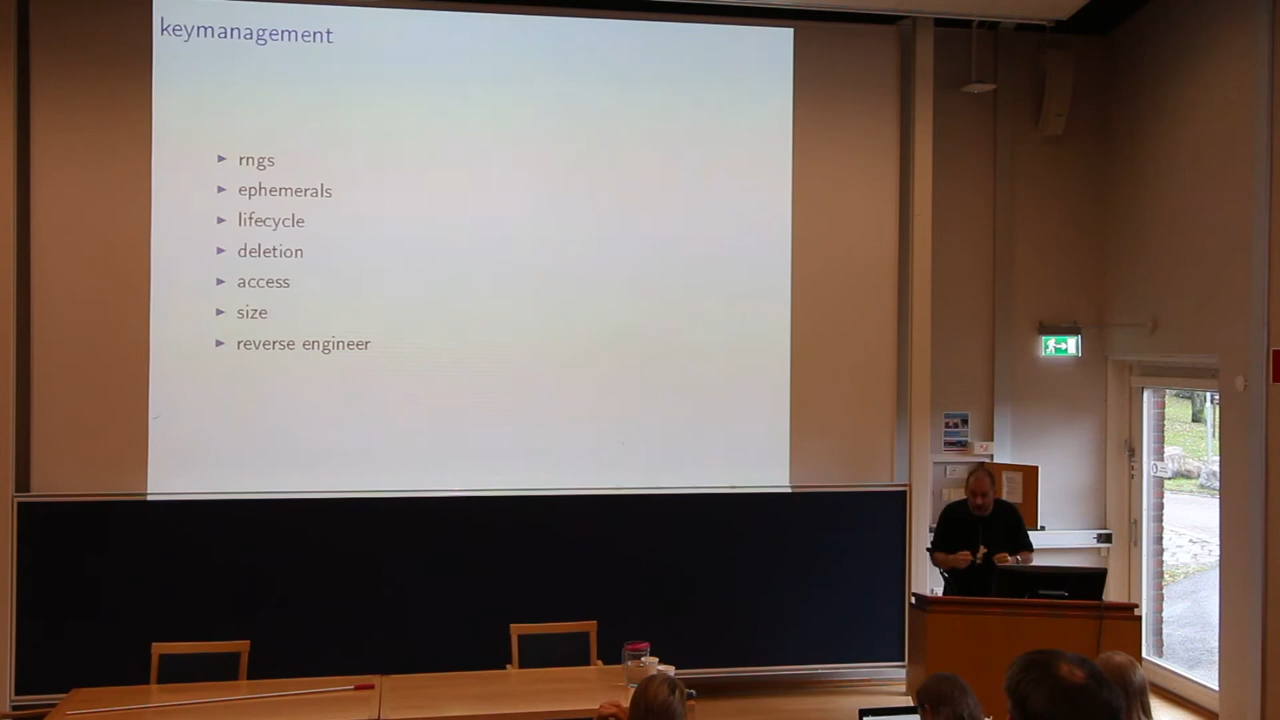 keymanagement
rngs
ephemerals
lifecycle
deletion
access
size
reverse engineer